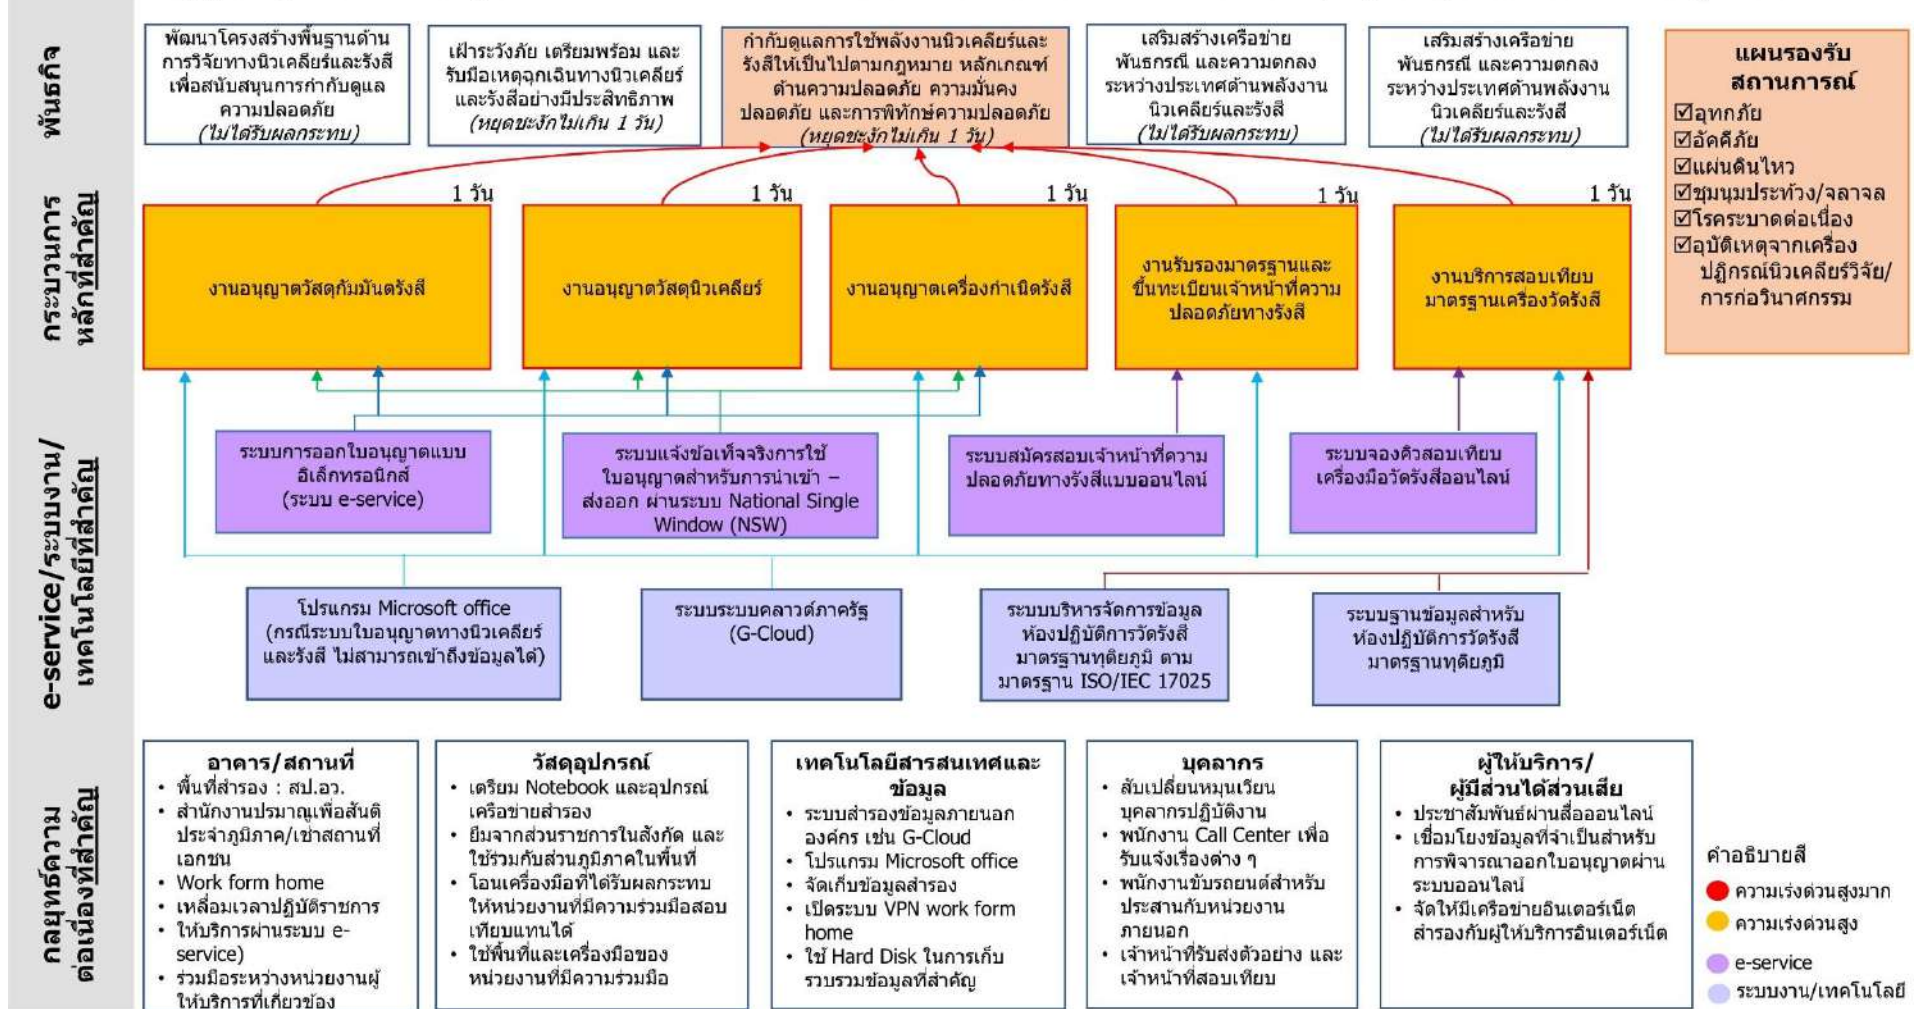 พันธกิจ
พัฒนาโครงสร้างพื้นฐานด้าน
การวิจัยทางนิวเคลียร์และรังสี
เพื่อสนับสนุนการกำกับดูแล
ความปลอดภัย
(ไม่ได้รับผลกระทบ)
เฝ้าระวังภัย เตรียมพร้อม และ
รับมือเหตุฉุกเฉินทางนิวเคลียร์
และรังสีอย่างมีประสิทธิภาพ
(หยุดชะงักไม่เกิน 1 วัน)
กำกับดูแลการใช้พลังงานนิวเคลียร์และ
รังสีให้เป็นไปตามกฎหมาย หลักเกณฑ์
ด้านความปลอดภัย ความมั่นคง
ปลอดภัย และการพิทักษ์ความปลอดภัย
(หยุดชะงักไม่เกิน 1 วัน)
เสริมสร้างเครือข่าย
พันธกรณี และความตกลง
ระหว่างประเทศด้านพลังงาน
นิวเคลียร์และรังสี
(ไม่ได้รับผลกระทบ)
เสริมสร้างเครือข่าย
พันธกรณี และความตกลง
ระหว่างประเทศด้านพลังงาน
นิวเคลียร์และรังสี
(ไม่ได้รับผลกระทบ)
แผนรองรับ
สถานการณ์
☑อุทกภัย
☑อัคคีภัย
☑แผ่นดินไหว
☑ชุมนุมประท้วง/จลาจล
☑โรคระบาดต่อเนื่อง
☑อุบัติเหตุจากเครื่อง
ปฏิกรณ์นิวเคลียร์วิจัย/
การก่อวินาศกรรม
กระบวนการ
หลักที่สำคัญ
1 วัน
งานอนุญาตวัสดุกัมมันตรังสี
1 วัน
งานอนุญาตวัสดุนิวเคลียร์
1 วัน
งานอนุญาตเครื่องกำเนิดรังสี
1 วัน
งานรับรองมาตรฐานและ
ขึ้นทะเบียนเจ้าหน้าที่ความ
ปลอดภัยทางรังสี
1 วัน
งานบริการสอบเทียบ
มาตรฐานเครื่องวัดรังสี
e-service/ระบบงาน/
เทคโนโลยีที่สำคัญ
ระบบการออกใบอนุญาตแบบ
อิเล็กทรอนิกส์
(ระบบ e-service)
ระบบแจ้งข้อเท็จจริงการใช้
ใบอนุญาตสำหรับการนำเข้า –
ส่งออก ผ่านระบบ National Single
Window (NSW)
ระบบสมัครสอบเจ้าหน้าที่ความ
ปลอดภัยทางรังสีแบบออนไลน์
ระบบจองคิวสอบเทียบ
เครื่องมือวัดรังสีออนไลน์
โปรแกรม Microsoft office
(กรณีระบบใบอนุญาตทางนิวเคลียร์
และรังสี ไม่สามารถเข้าถึงข้อมูลได้)
ระบบระบบคลาวด์ภาครัฐ
(G-Cloud)
ระบบบริหารจัดการข้อมูล
ห้องปฏิบัติการวัดรังสี
มาตรฐานทุติยภูมิ ตาม
มาตรฐาน ISO/IEC 17025
ระบบฐานข้อมูลสำหรับ
ห้องปฏิบัติการวัดรังสี
มาตรฐานทุติยภูมิ
กลยุทธ์ความ
ต่อเนื่องที่สำคัญ
อาคาร/สถานที่
• พื้นที่สำรอง : สป.อว.
• สำนักงานปรมาณูเพื่อสันติ
ประจำภูมิภาค/เช่าสถานที่
เอกชน
• Work form home
• เหลื่อมเวลาปฏิบัติราชการ
• ให้บริการผ่านระบบ e-
service)
• ร่วมมือระหว่างหน่วยงานผู้
ให้บริการที่เกี่ยวข้อง
วัสดุอุปกรณ์
• เตรียม Notebook และอุปกรณ์
เครือข่ายสำรอง
• ยืมจากส่วนราชการในสังกัด และ
ใช้ร่วมกับส่วนภูมิภาคในพื้นที่
• โอนเครื่องมือที่ได้รับผลกระทบ
ให้หน่วยงานที่มีความร่วมมือสอบ
เทียบแทนได้
• ใช้พื้นที่และเครื่องมือของ
หน่วยงานที่มีความร่วมมือ
เทคโนโลยีสารสนเทศและ
ข้อมูล
• ระบบสำรองข้อมูลภายนอก
องค์กร เช่น G-Cloud
• โปรแกรม Microsoft office
• จัดเก็บข้อมูลสำรอง
• เปิดระบบ VPN work form
home
• ใช้ Hard Disk ในการเก็บ
รวบรวมข้อมูลที่สำคัญ
บุคลากร
• สับเปลี่ยนหมุนเวียน
บุคลากรปฏิบัติงาน
• พนักงาน Call Center เพื่อ
รับแจ้งเรื่องต่าง ๆ
• พนักงานขับรถยนต์สำหรับ
ประสานกับหน่วยงาน
ภายนอก
• เจ้าหน้าที่รับส่งตัวอย่าง และ
เจ้าหน้าที่สอบเทียบ
ผู้ให้บริการ/
ผู้มีส่วนได้ส่วนเสีย
• ประชาสัมพันธ์ผ่านสื่อออนไลน์
• เชื่อมโยงข้อมูลที่จำเป็นสำหรับ
การพิจารณาออกใบอนุญาตผ่าน
ระบบออนไลน์
• จัดให้มีเครือข่ายอินเตอร์เน็ต
สำรองกับผู้ให้บริการอินเตอร์เน็ต
คำอธิบายสี
ความเร่งด่วนสูงมาก
ความเร่งด่วนสูง
e-service
ระบบงาน/เทคโนโลยี